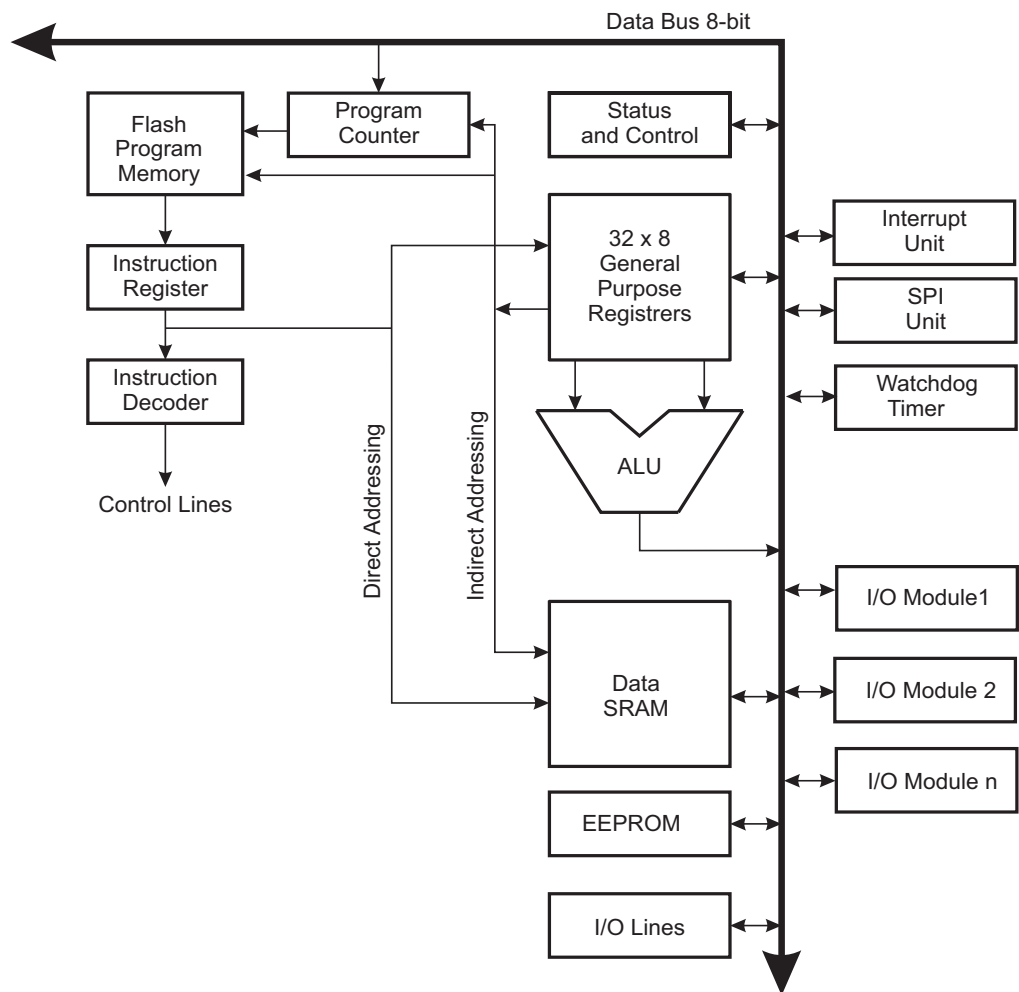 Data Bus 8-bit
Flash
Program
Memory
Program
Counter
Status
and Control
Instruction
Register
32 x 8
General
Purpose
Registrers
Interrupt
Unit
SPI
Unit
Instruction
Decoder
Watchdog
Timer
Control Lines
Direct Addressing
Indirect Addressing
ALU
I/O Module1
Data
SRAM
I/O Module 2
I/O Module n
EEPROM
I/O Lines